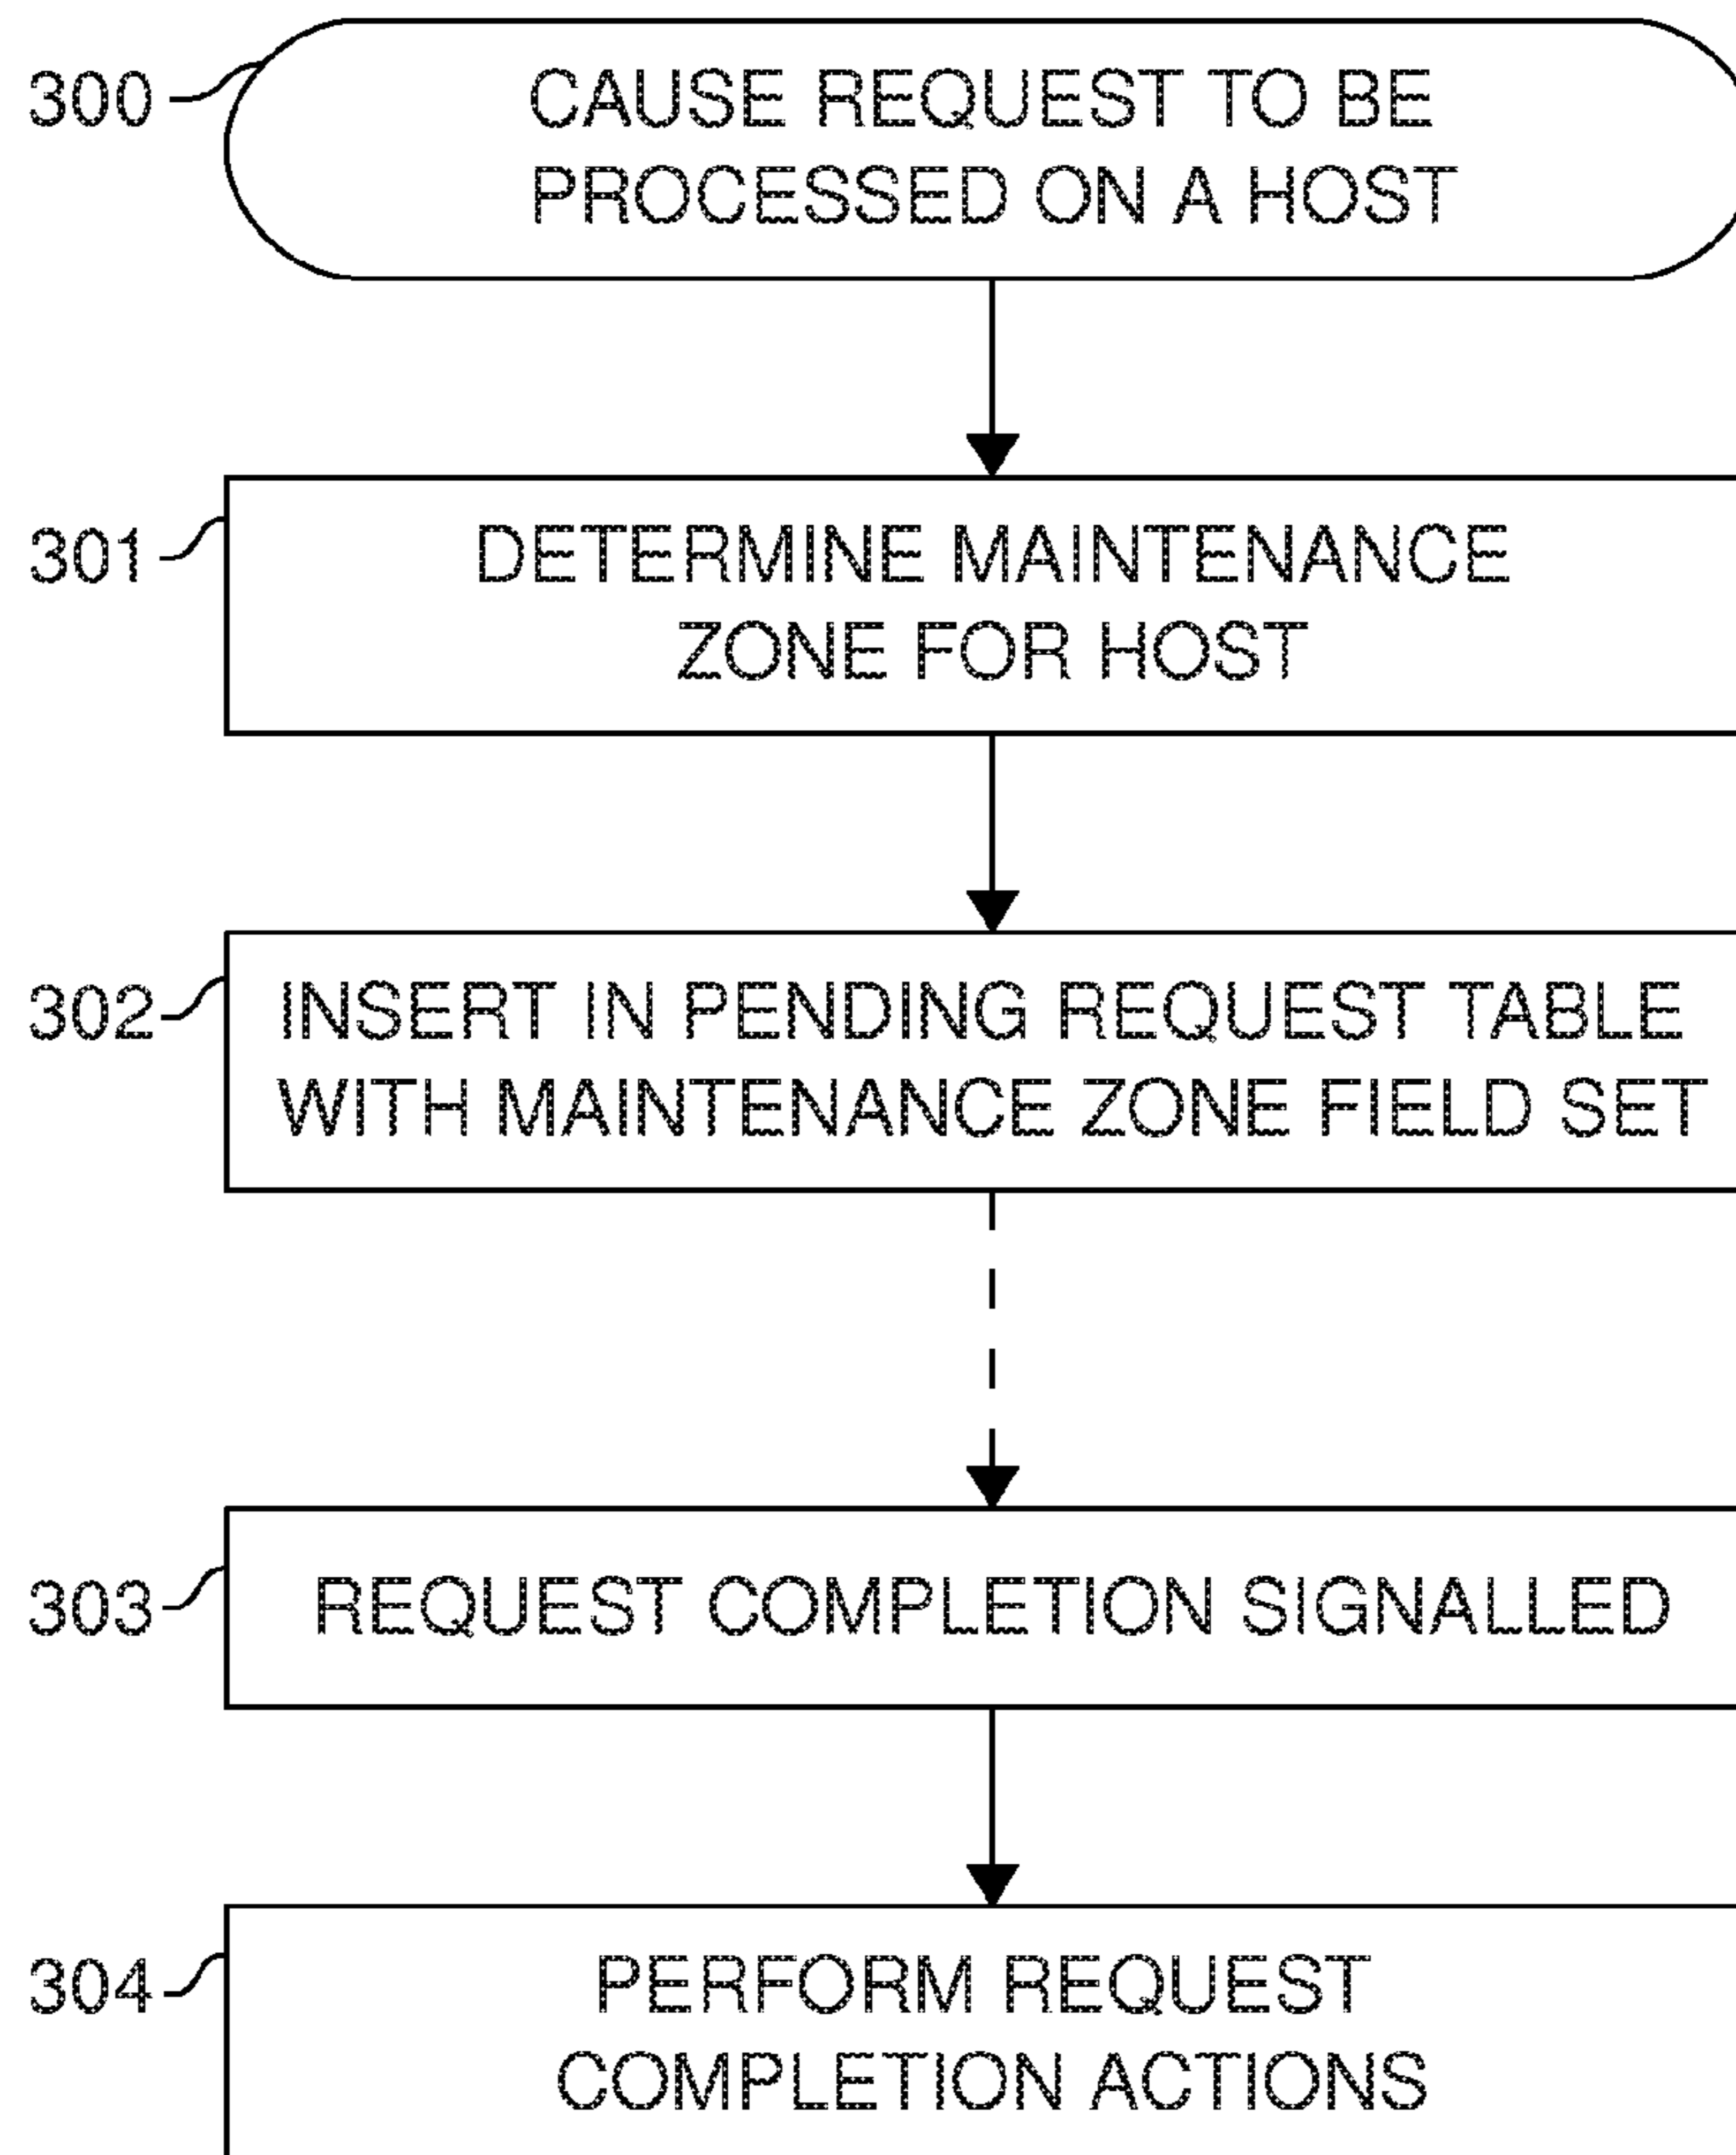 300
CAUSE REQUEST TO BE
PROCESSED ON A HOST
301
DETERMINE MAINTENANCE
ZONE FOR HOST
302
INSERT IN PENDING REQUEST TABLE
WITH MAINTENANCE ZONE FIELD SET
303
REQUEST COMPLETION SIGNALLED
304
PERFORM REQUEST
COMPLETION ACTIONS